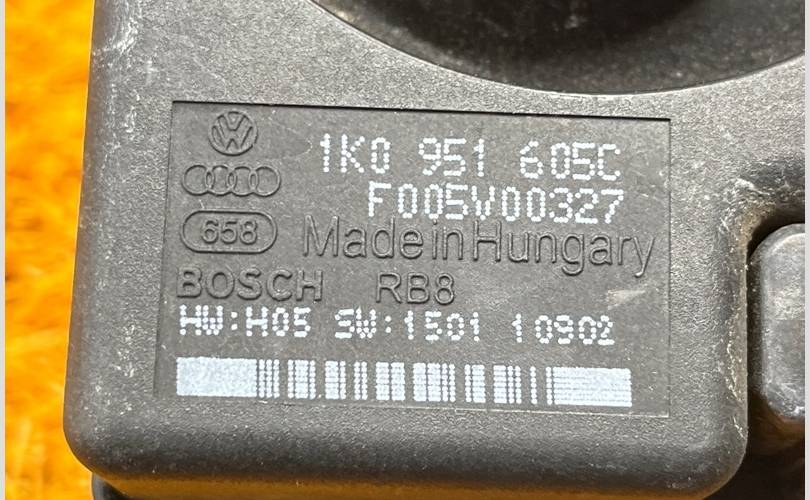 1K0 951 605C
F005V00327
658
Made in Hungary
BOSCH RB8
HW:H05 SW:1501 10902